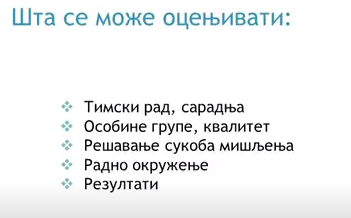 Шта се може оцењивати:
Тимски рад, сарадња
Особине групе, квалитет
Решавање сукоба мишљења
Радно окружење
Резултати